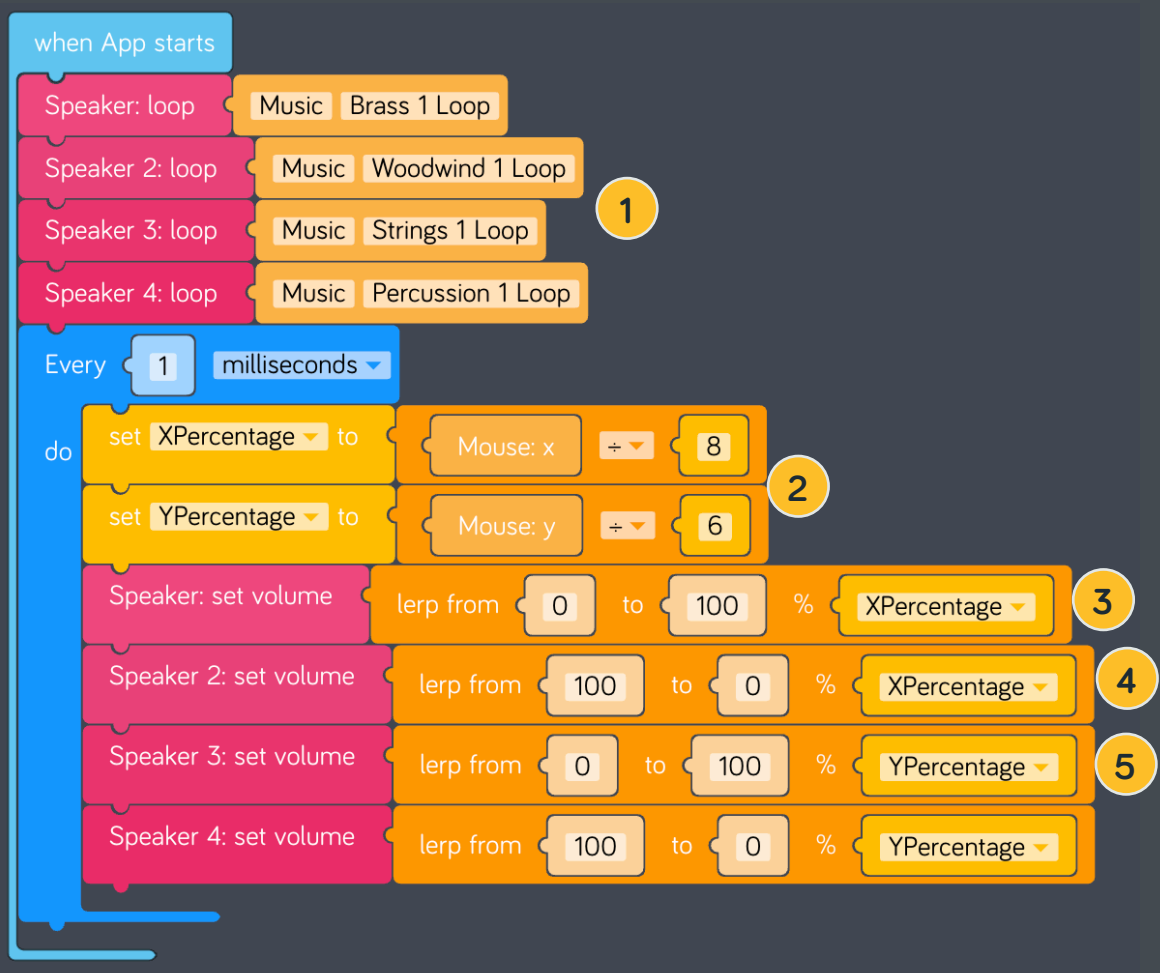 when App starts
Speaker: loop Music Brass 1 Loop
Speaker 2: loop Music Woodwind 1 Loop
1
Speaker 3: loop Music Strings 1 Loop
Speaker 4: loop Music Percussion 1 Loop
Every 1 milliseconds
do set XPercentage to Mouse: x ÷ 8
2
set YPercentage to Mouse: y ÷ 6
Speaker: set volume lerp from 0 to 100 % XPercentage 3
Speaker 2: set volume lerp from 100 to 0 % XPercentage 4
Speaker 3: set volume lerp from 0 to 100 % YPercentage 5
Speaker 4: set volume lerp from 100 to 0 % YPercentage